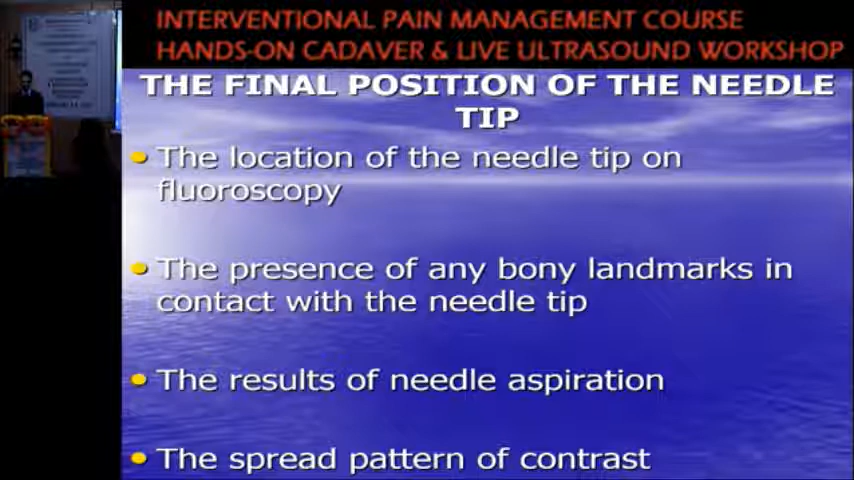 INTERVENTIONAL PAIN MANAGEMENT COURSE
HANDS-ON CADAVER & LIVE ULTRASOUND WORKSHOP
THE FINAL POSITION OF THE NEEDLE
TIP
• The location of the needle tip on
fluoroscopy
• The presence of any bony landmarks in
contact with the needle tip
• The results of needle aspiration
• The spread pattern of contrast